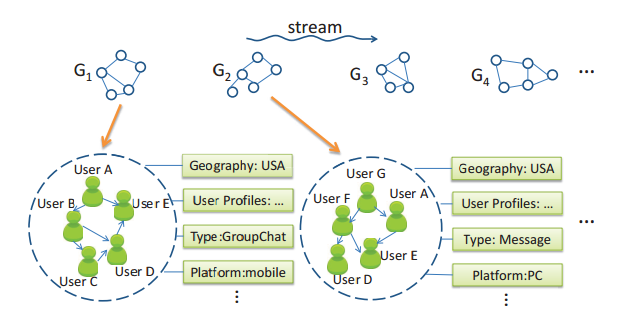 stream
G1
G2
G3
G4
...
User A
User B
User E
User C
User D
Geography: USA
User Profiles: ...
Type:GroupChat
Platform:mobile
...
User G
User F
User A
User E
User D
Geography: USA
User Profiles: ...
Type: Message
Platform:PC
...
...